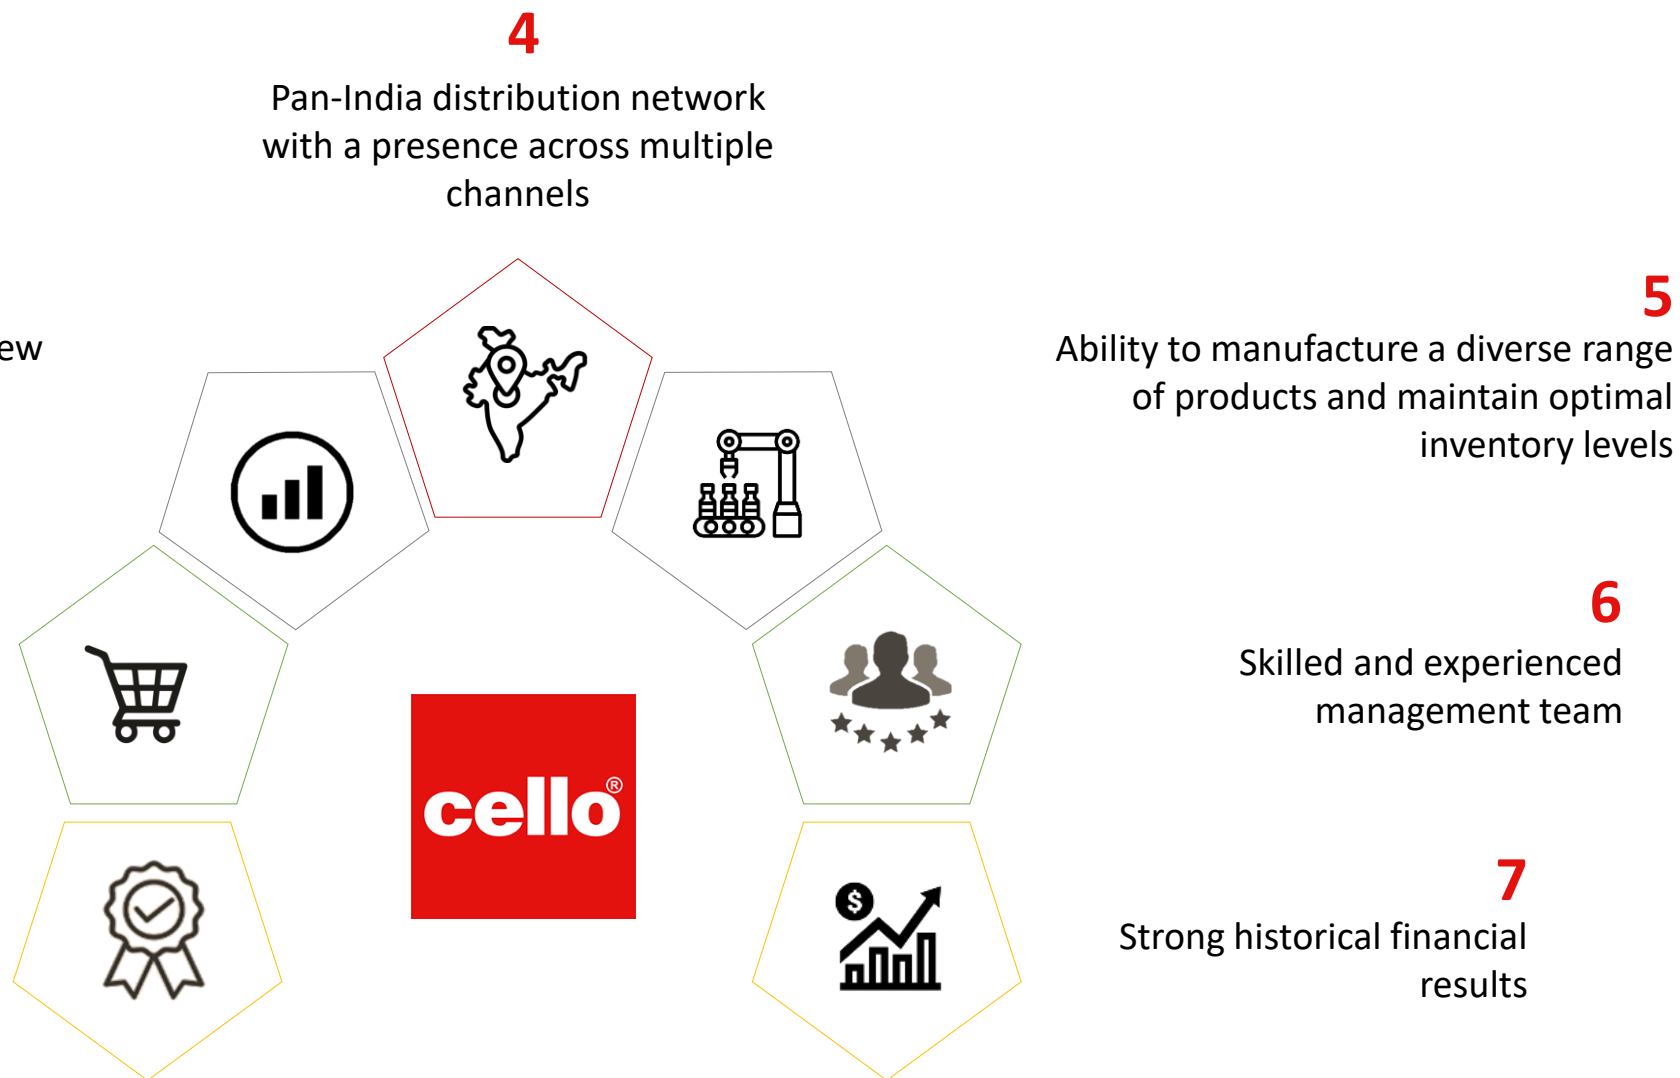 4
Pan-India distribution network
with a presence across multiple
channels
5
Ability to manufacture a diverse range
of products and maintain optimal
inventory levels
6
Skilled and experienced
management team
cello®
7
Strong historical financial
results
$